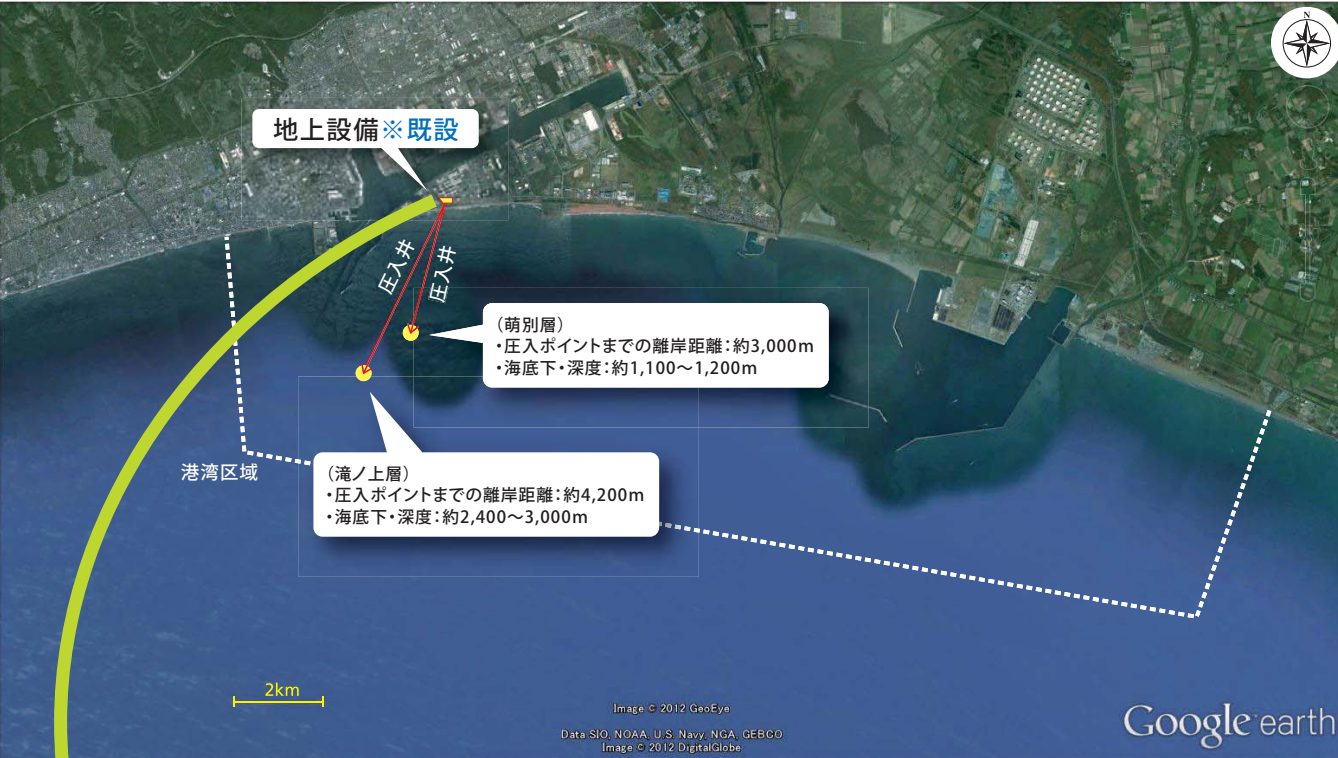 N
地上設備※既設
圧入井
圧入井
(萌別層)
・圧入ポイントまでの離岸距離:約3,000m
・海底下・深度:約1,100〜1,200m
港湾区域
(滝ノ上層)
・圧入ポイントまでの離岸距離:約4,200m
・海底下・深度:約2,400〜3,000m
2km
Image © 2012 GeoEye
Data SIO, NOAA, U.S. Navy, NGA, GEBCO
Image © 2012 DigitalGlobe
Google earth